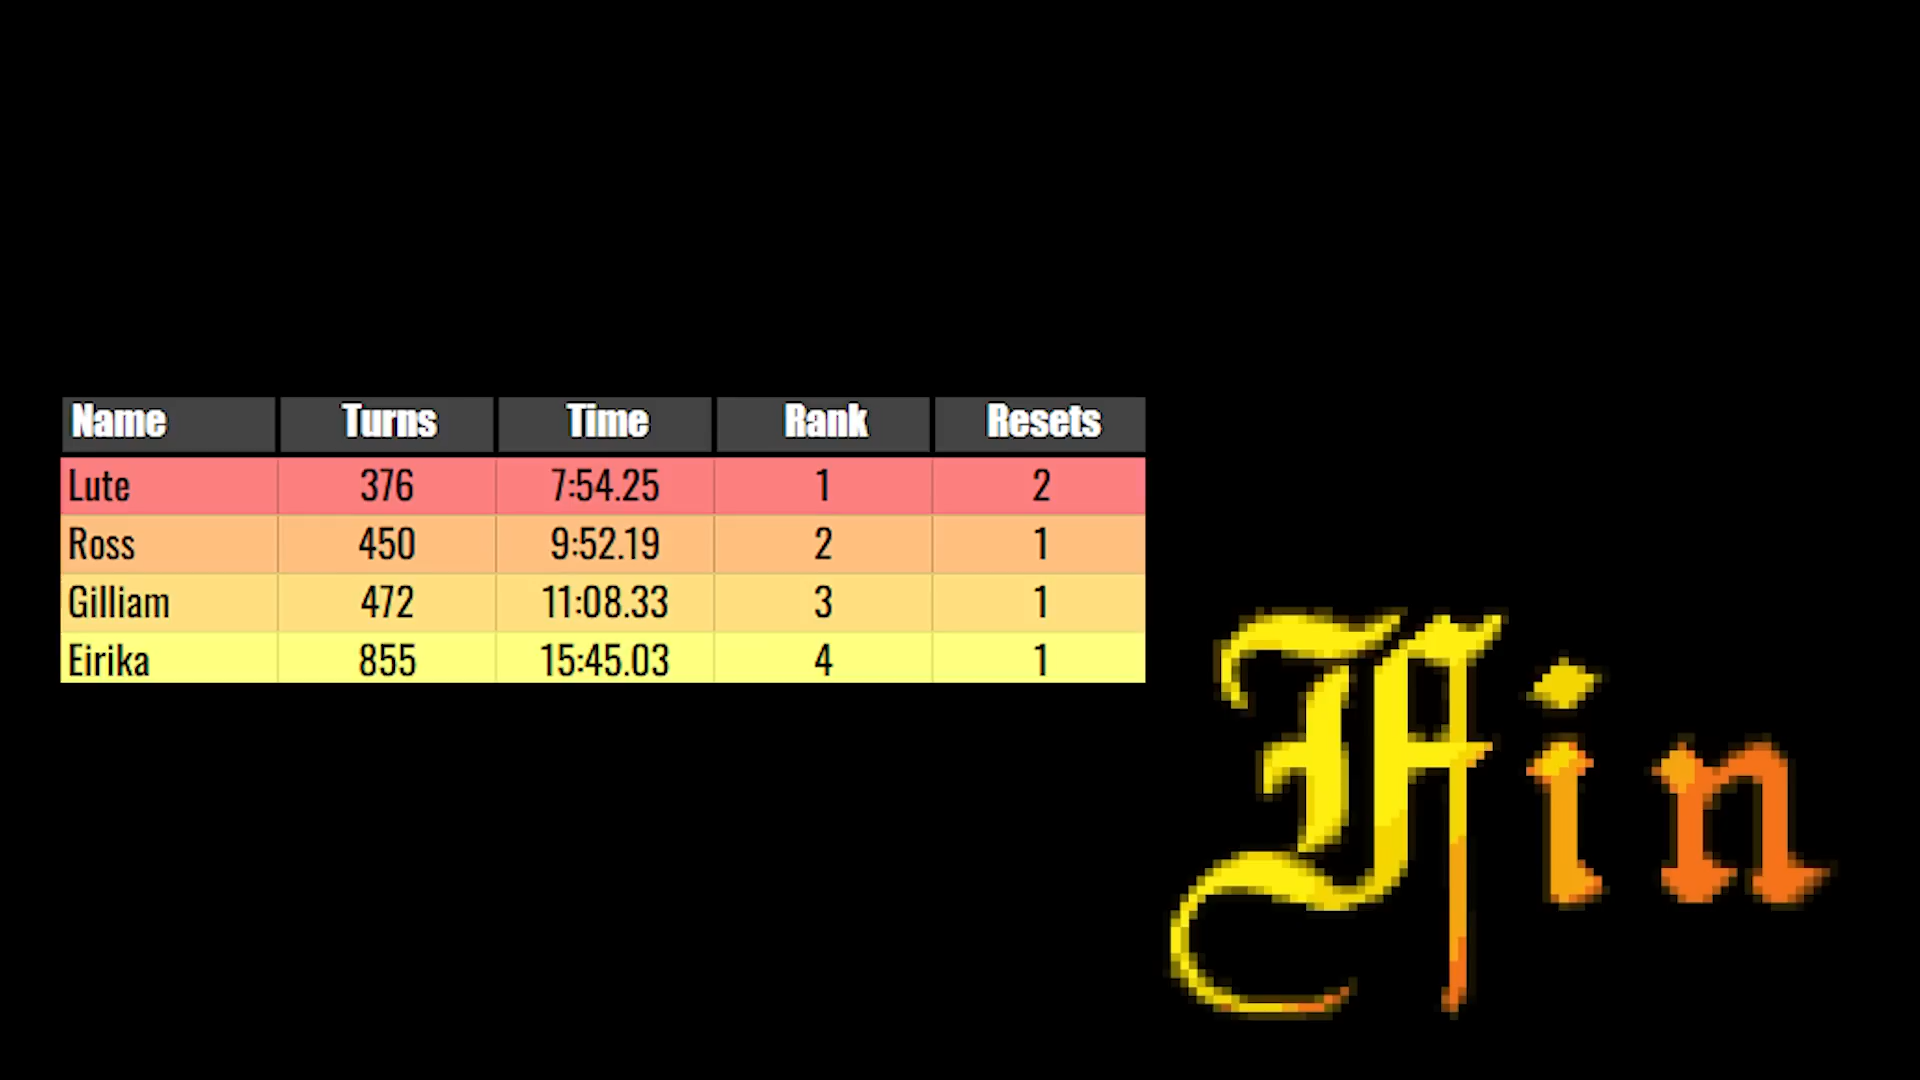 Name Turns Time Rank Resets
Lute 376 7:54.25 1 2
Ross 450 9:52.19 2 1
Gilliam 472 11:08.33 3 1
Eirika 855 15:45.03 4 1
Fin